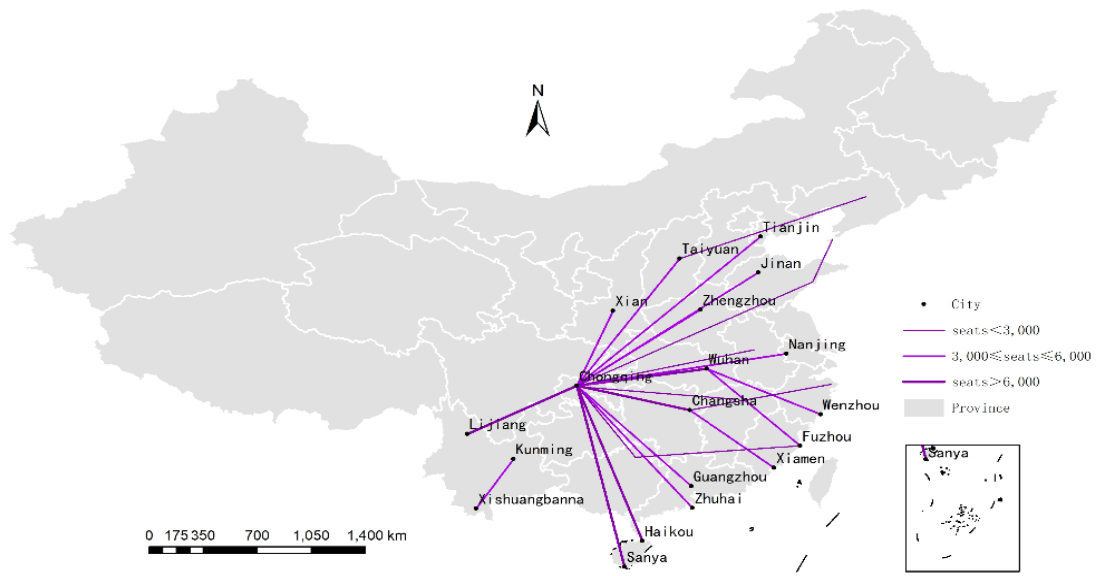 N
Tianjin
Taiyuan
Jinan
Xian
Zhengzhou
City
seats<3,000
Nanjing
3,000≤seats≤6,000
Wuhan
Chongqing
seats>6,000
Changsha
Wenzhou
Province
Lijiang
Fuzhou
Kunming
Sanya
Xiamen
Guangzhou
Xishuangbanna
Zhuhai
Haikou
0 175 350 700 1,050 1,400 km
Sanya